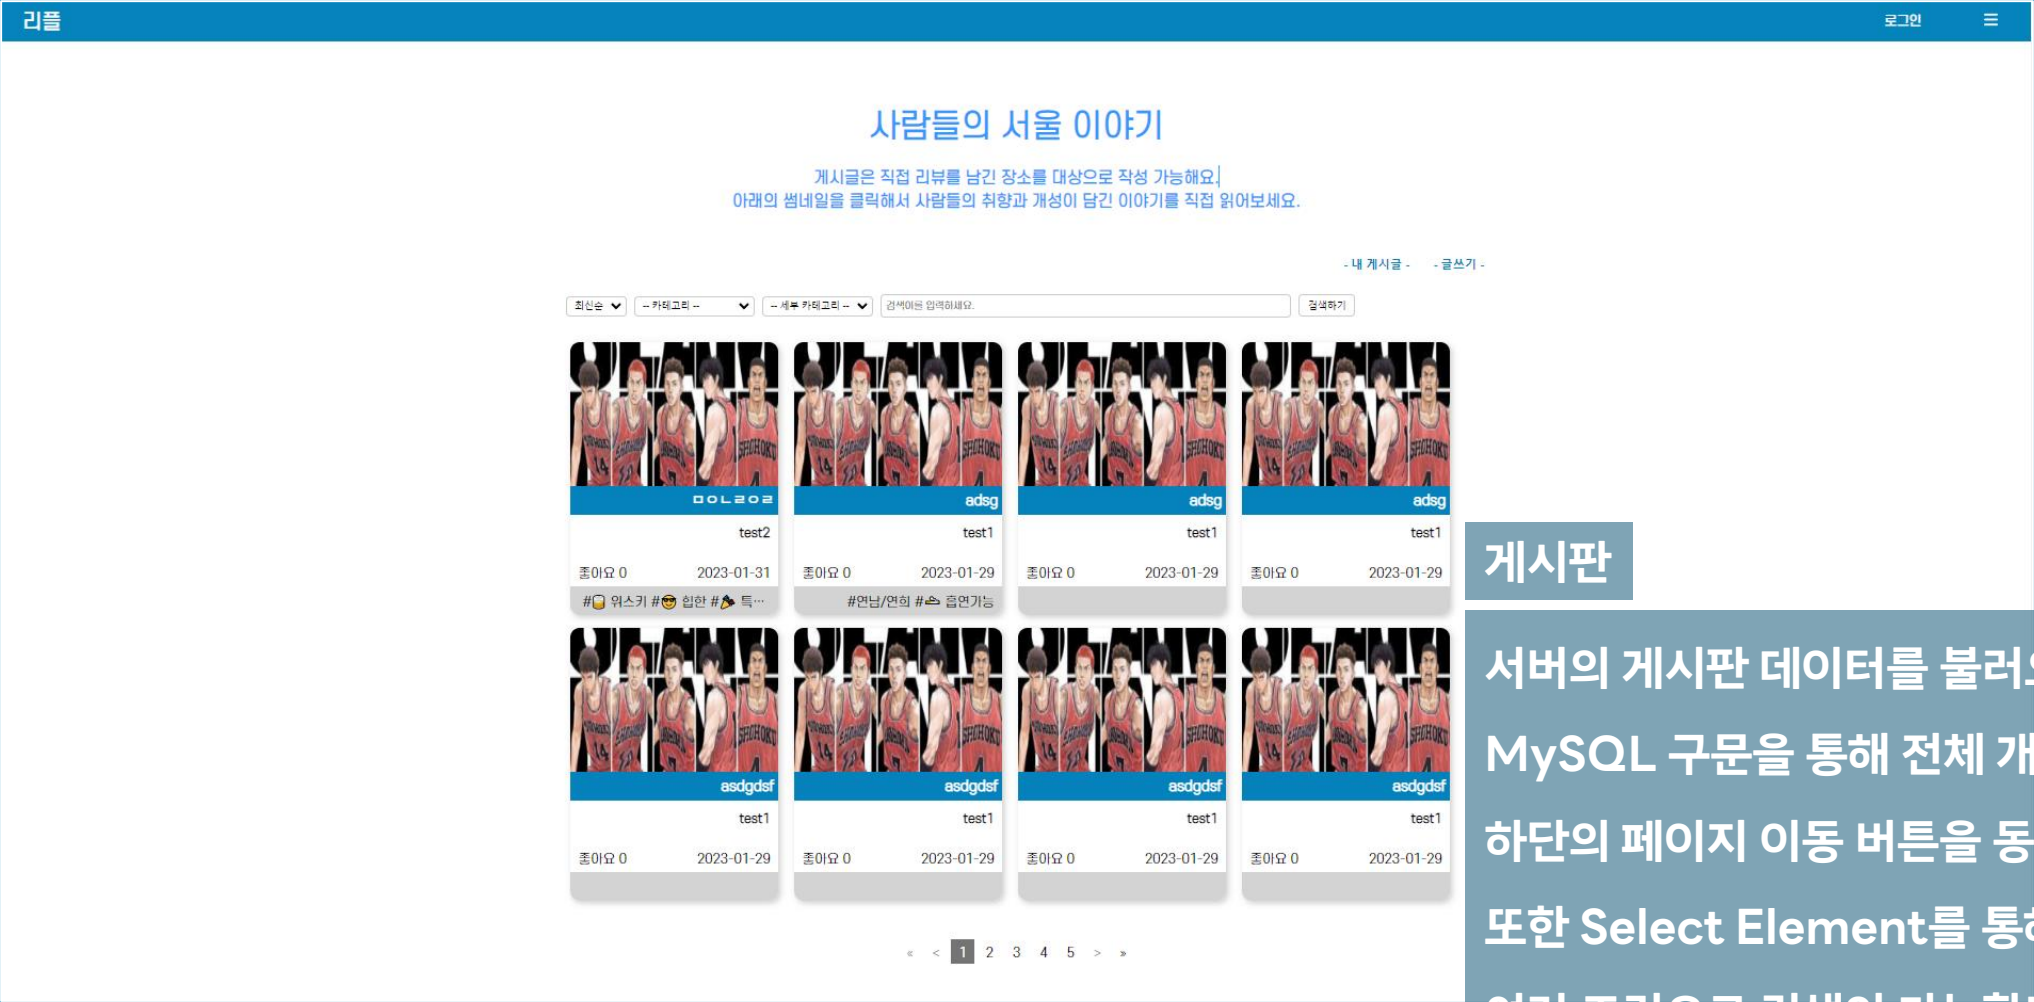 리플
로그인 ☰
사람들의 서울 이야기
게시글은 직접 리뷰를 남긴 장소를 대상으로 작성 가능해요.
아래의 썸네일을 클릭해서 사람들의 취향과 개성이 담긴 이야기를 직접 읽어보세요.
- 내 게시글 - - 글쓰기 -
최신순 -- 카테고리 -- -- 세부 카테고리 -- 검색어를 입력하세요. 검색하기
ㅁㅇㄴㄹㅇㄹ adsg adsg adsg
test2 test1 test1 test1
좋아요 0 2023-01-31 좋아요 0 2023-01-29 좋아요 0 2023-01-29 좋아요 0 2023-01-29
#🥃 위스키 #😎 힙한 #🎉 특… #연남/연희 #🚬 흡연가능
asdgdsf asdgdsf asdgdsf asdgdsf
test1 test1 test1 test1
좋아요 0 2023-01-29 좋아요 0 2023-01-29 좋아요 0 2023-01-29 좋아요 0 2023-01-29
« < 1 2 3 4 5 > »
게시판
서버의 게시판 데이터를
MySQL 구문을 통해 전체
하단의 페이지 이동 버튼을
또한 Select Element를